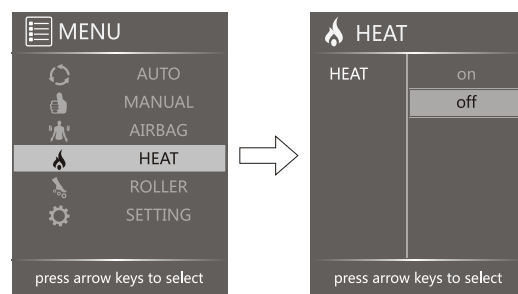 MENU
AUTO
MANUAL
AIRBAG
HEAT
ROLLER
SETTING
press arrow keys to select
HEAT
HEAT
on
off
press arrow keys to select